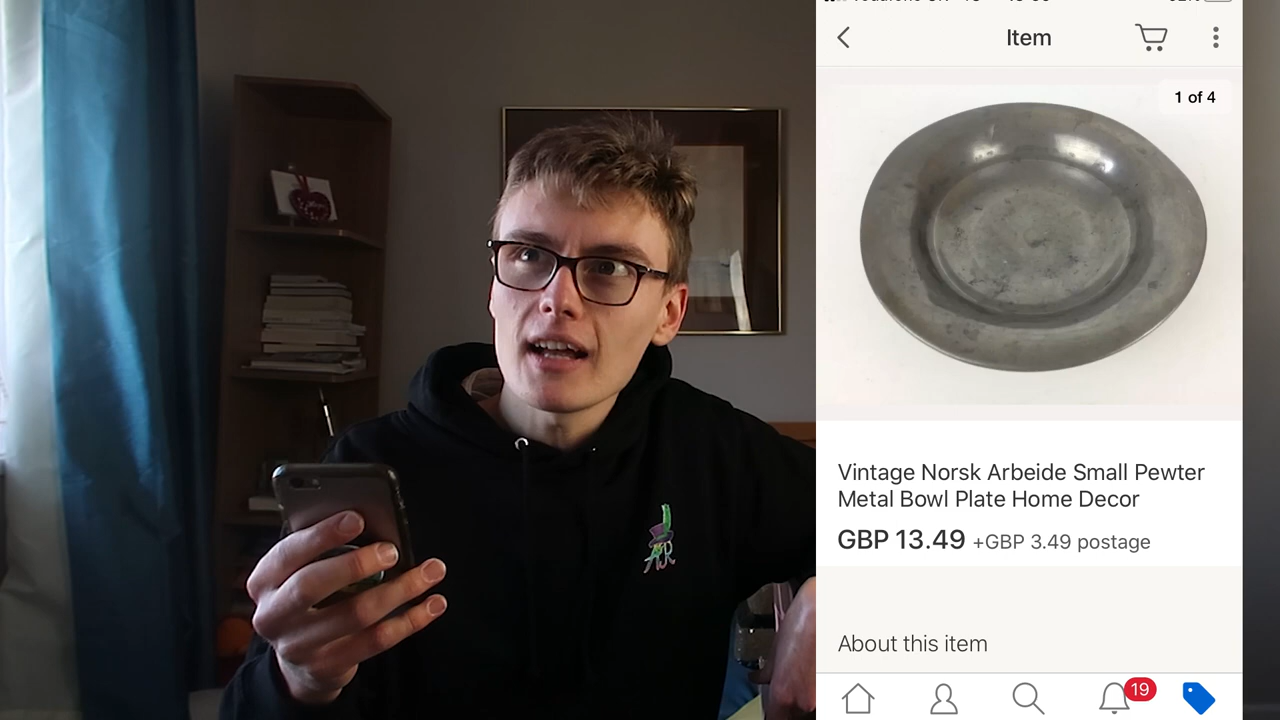 Item
1 of 4
Vintage Norsk Arbeide Small Pewter
Metal Bowl Plate Home Decor
GBP 13.49 +GBP 3.49 postage
About this item
19
AR